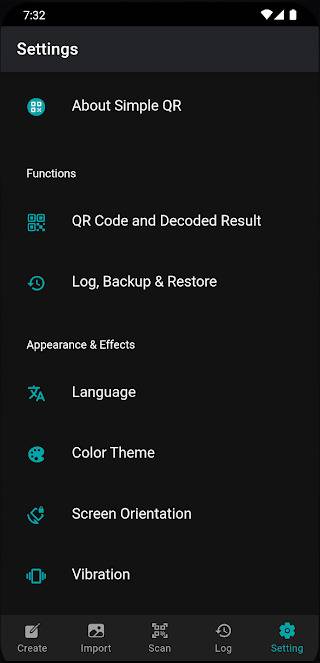 7:32
Settings
About Simple QR
Functions
QR Code and Decoded Result
Log, Backup & Restore
Appearance & Effects
Language
Color Theme
Screen Orientation
Vibration
Create Import Scan Log Setting